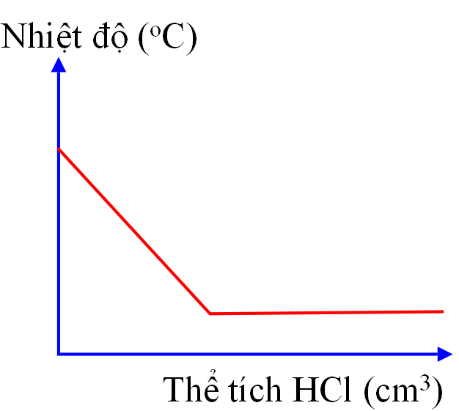 Nhiệt độ (ºC)
Thể tích HCl (cm³)